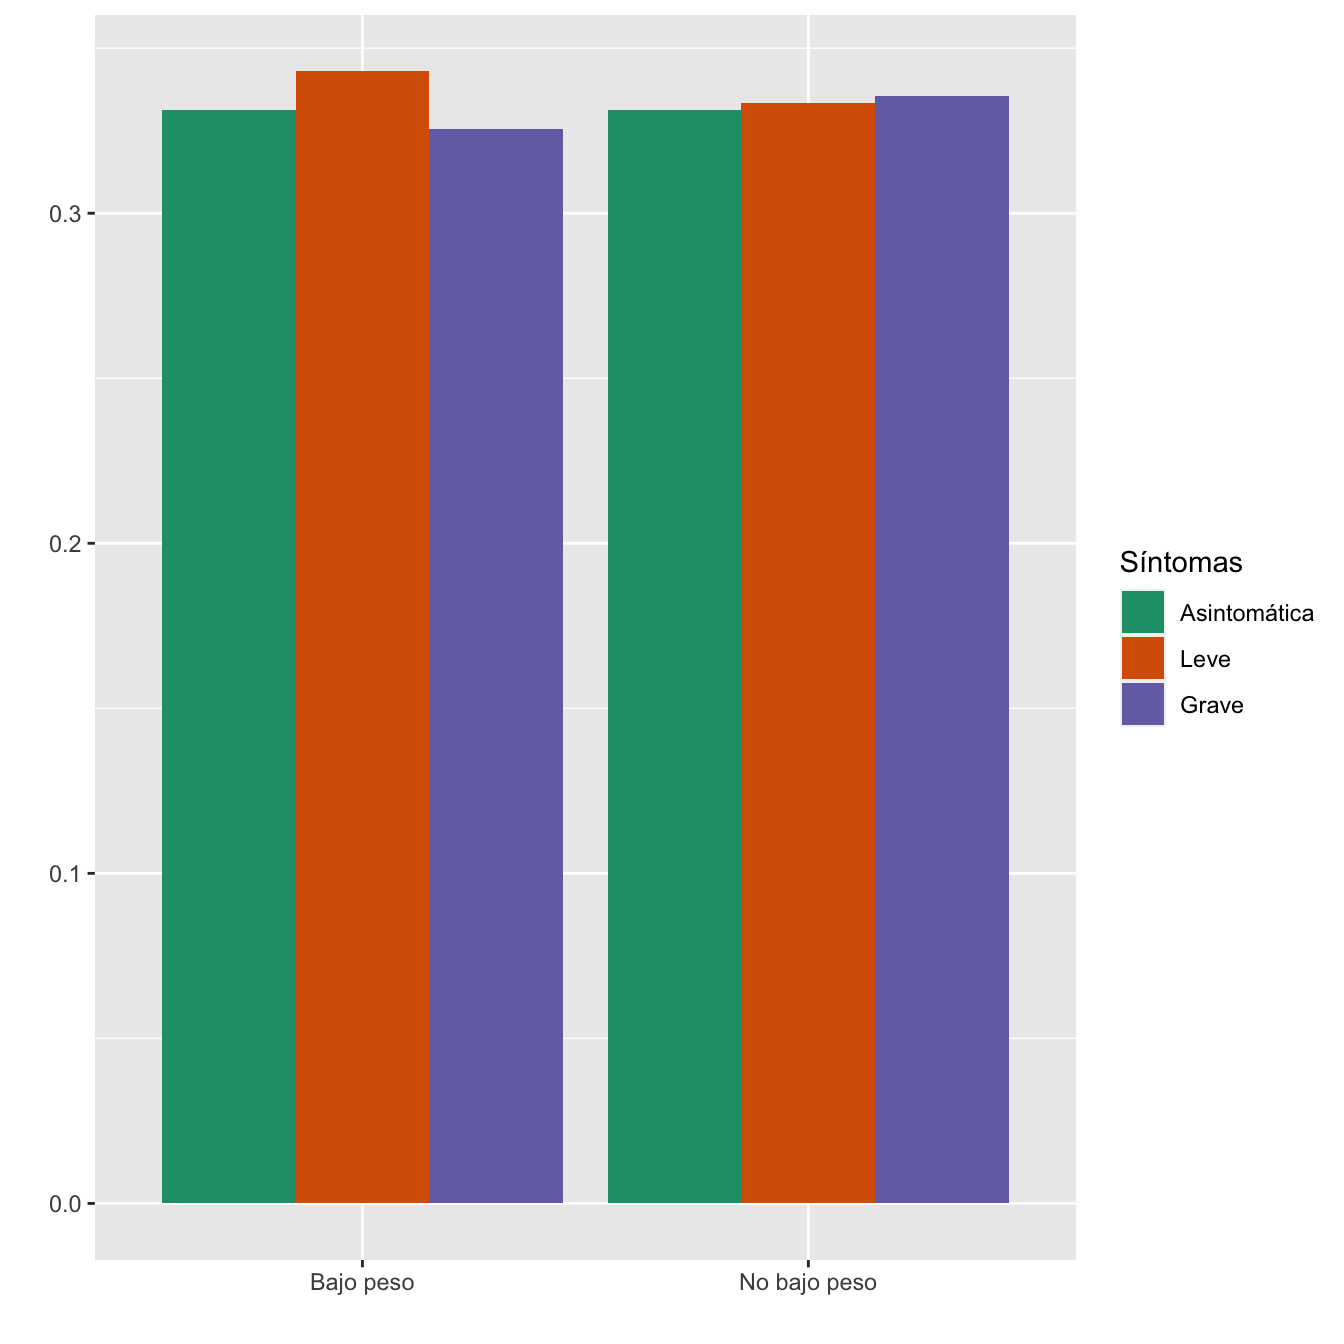 0.3
0.2
0.1
0.0
Bajo peso
No bajo peso
Síntomas
Asintomática
Leve
Grave